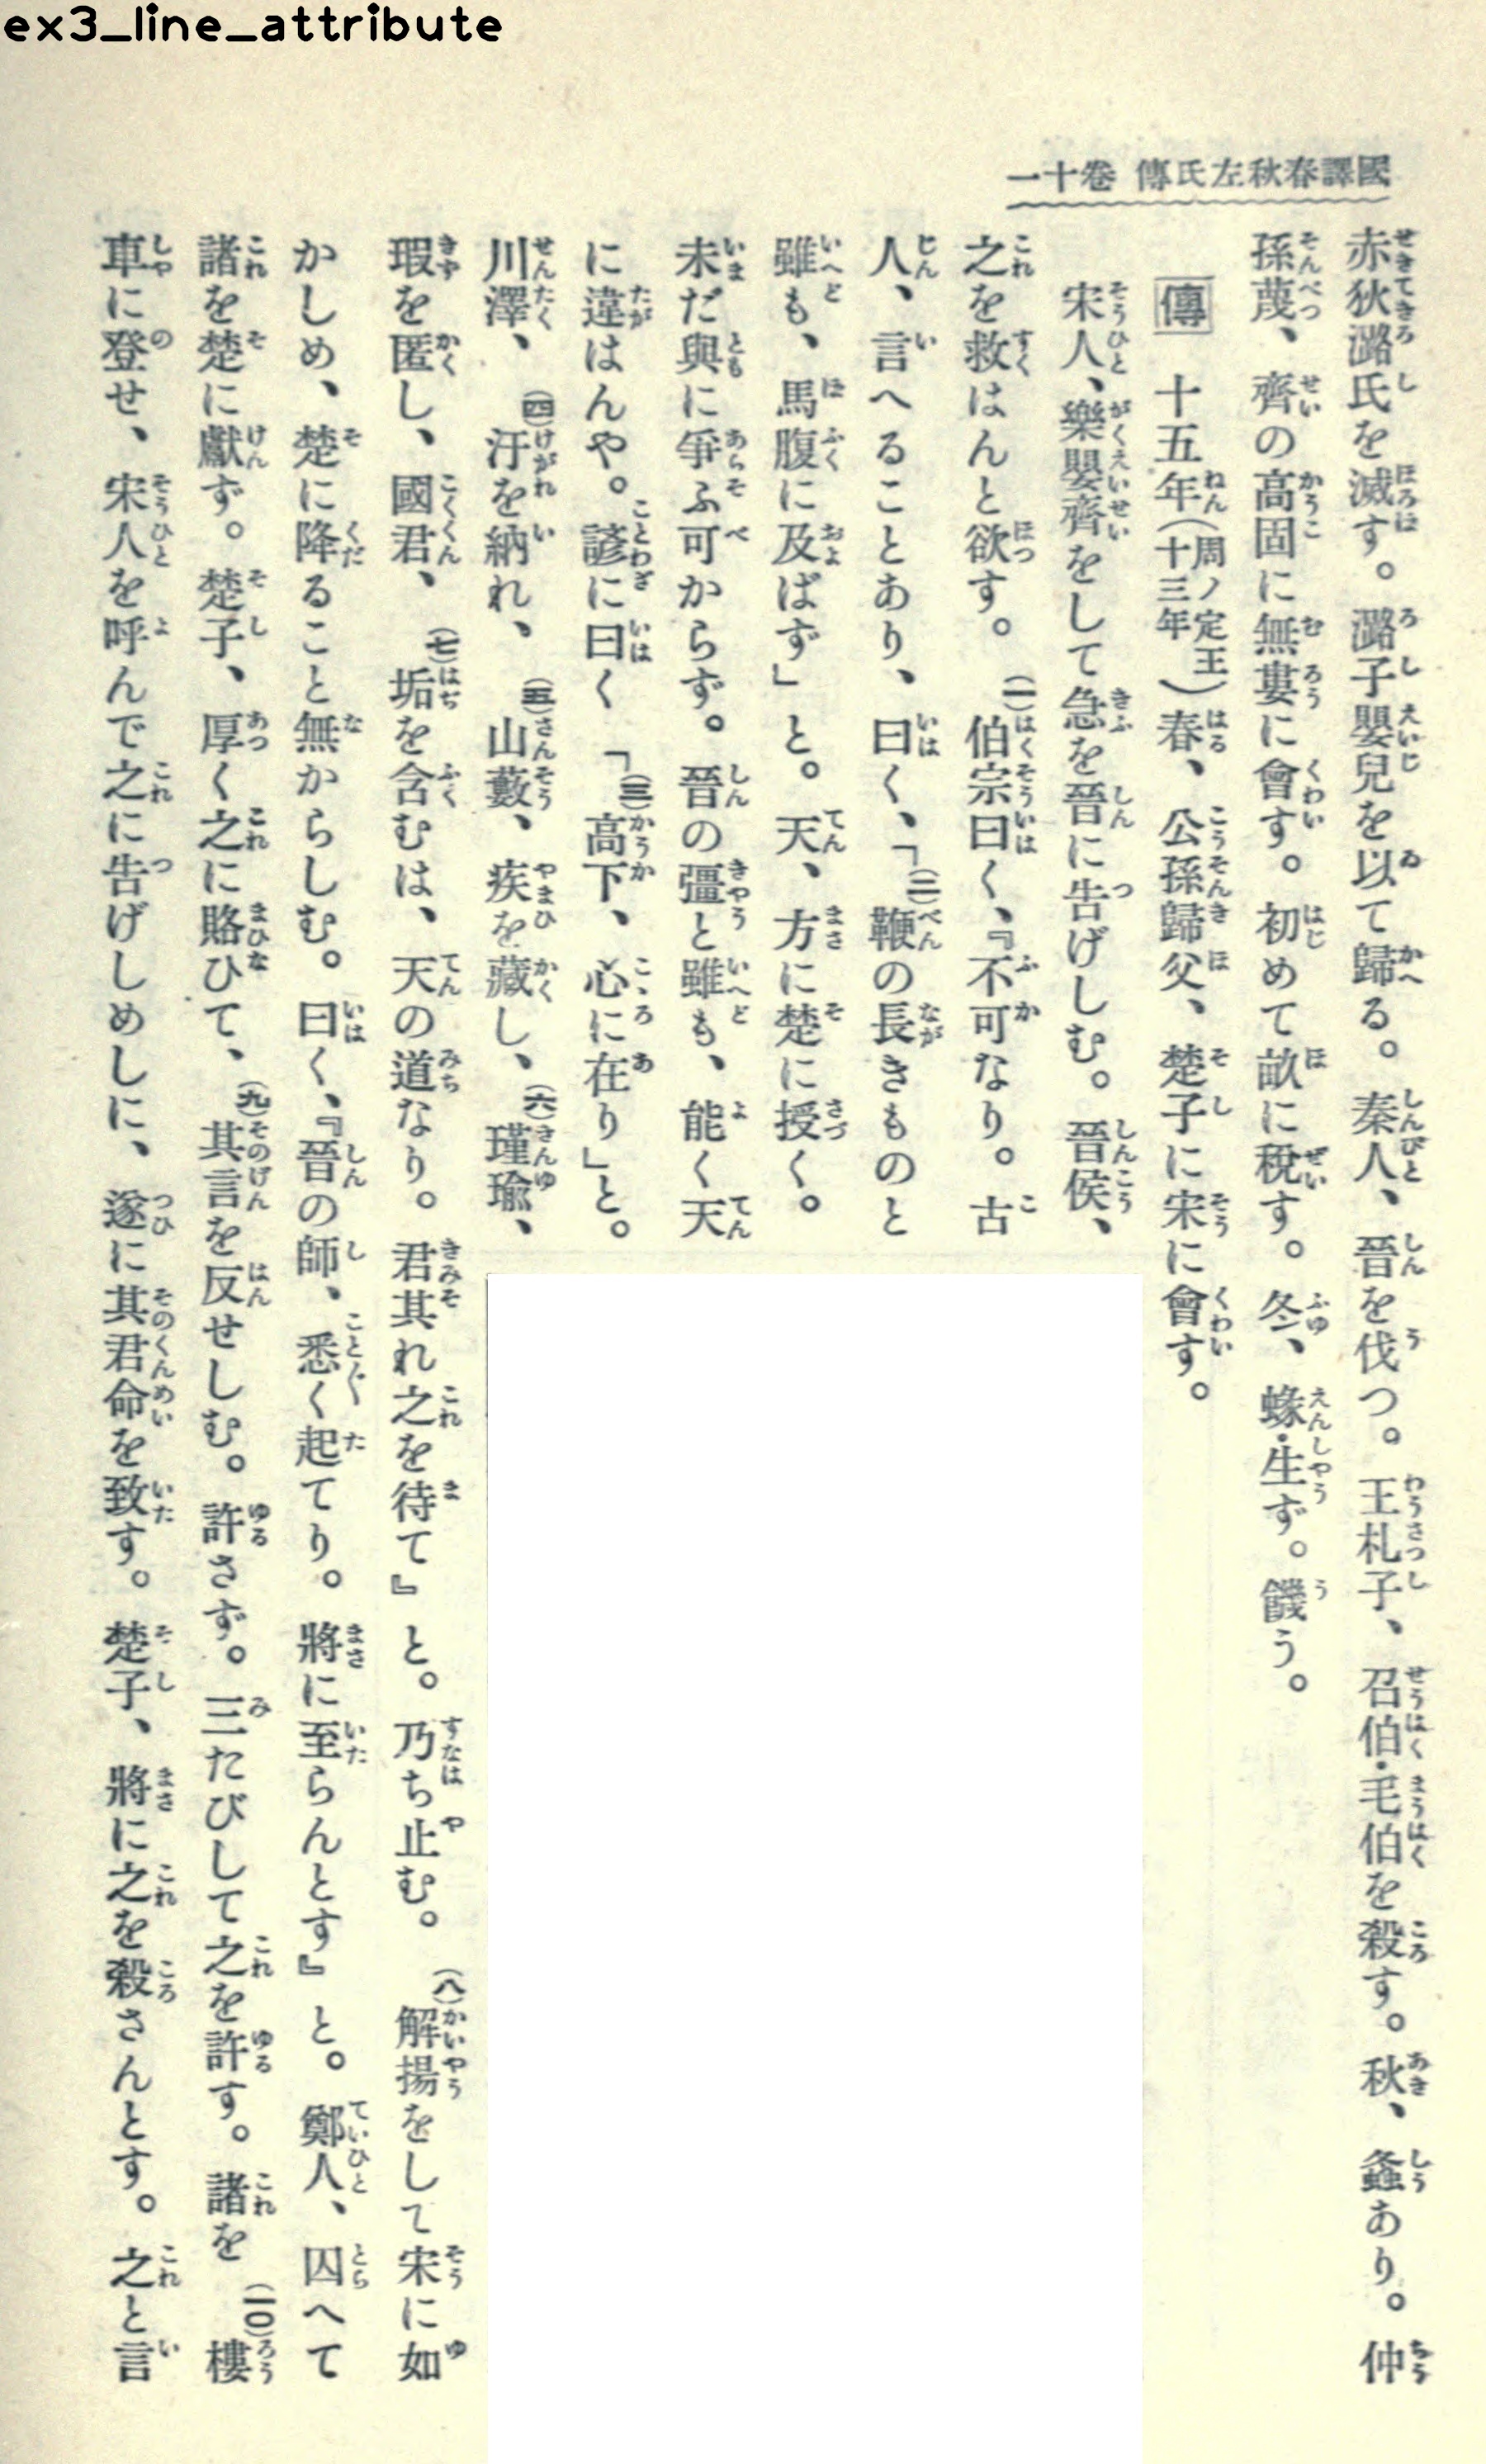 ex3_line_attribute
國譯春秋左氏傳 卷十一
赤狄潞氏を滅す。潞子嬰兒を以て歸る。秦人、晉を伐つ。王札子、召伯・毛伯を殺す。秋、螽あり。仲
孫蔑、齊の高固に無婁に會す。初めて畝に稅す。冬、蝝・生ず。饑う。
傳 十五年(周ノ定王十三年)春、公孫歸父、楚子に宋に會す。
宋人、樂嬰齊をして急を晉に告げしむ。晉侯、
之を救はんと欲す。(一)伯宗曰く、『不可なり。古
人、言へることあり、曰く、「(二)鞭の長きものと
雖も、馬腹に及ばず」と。天、方に楚に授く。
未だ與に爭ふ可からず。晉の彊と雖も、能く天
に違はんや。諺に曰く「(三)高下、心に在り」と。
川澤、(四)汙を納れ、(五)山藪、疾を藏し、(六)瑾瑜、
瑕を匿し、國君、(七)垢を含むは、天の道なり。君其れ之を待て』と。乃ち止む。(八)解揚をして宋に如
かしめ、楚に降ること無からしむ。曰く、『晉の師、悉く起てり。將に至らんとす』と。鄭人、囚へて
諸を楚に獻ず。楚子、厚く之に賂ひて、(九)其言を反せしむ。許さず。三たびして之を許す。諸を(一〇)樓
車に登せ、宋人を呼んで之に告げしめしに、遂に其君命を致す。楚子、將に之を殺さんとす。之と言